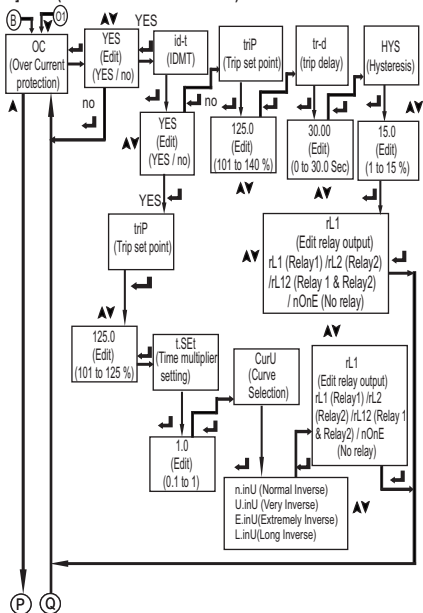 B
O1
OC
(Over Current
protection)
YES
YES
(Edit)
(YES / no)
no
id-t
(IDMT)
YES
(Edit)
(YES / no)
no
YES
triP
(Trip set point)
125.0
(Edit)
(101 to 140 %)
tr-d
(trip delay)
30.00
(Edit)
(0 to 30.0 Sec)
HYS
(Hysteresis)
15.0
(Edit)
(1 to 15 %)
rL1
(Edit relay output)
rL1 (Relay1) /rL2 (Relay2)
/rL12 (Relay 1 & Relay2)
/ nOnE (No relay)
triP
(Trip set point)
125.0
(Edit)
(101 to 125 %)
t.SEt
(Time multiplier
setting)
1.0
(Edit)
(0.1 to 1)
CurU
(Curve
Selection)
n.inU (Normal Inverse)
U.inU (Very Inverse)
E.inU(Extremely Inverse)
L.inU(Long Inverse)
rL1
(Edit relay output)
rL1 (Relay1) /rL2
(Relay2) /rL12 (Relay 1
& Relay2) / nOnE
(No relay)
P
Q